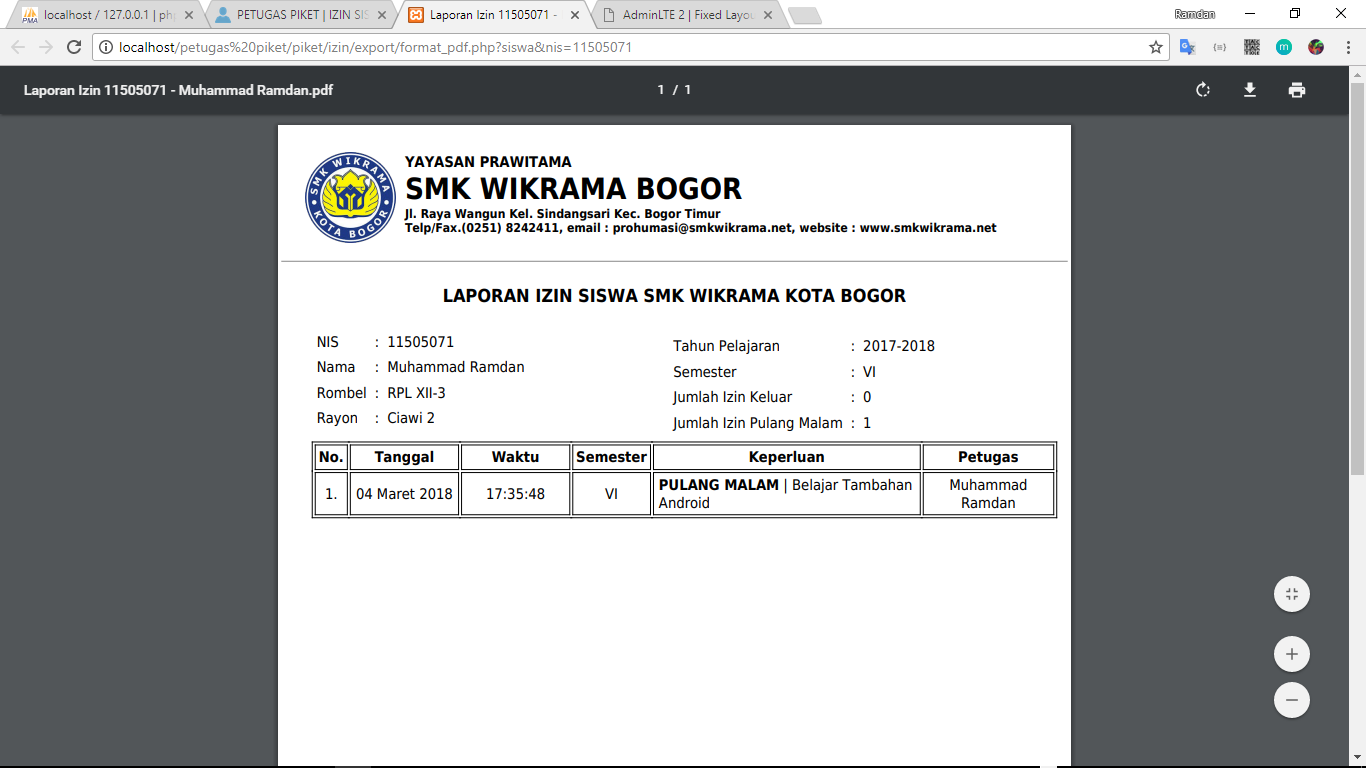 localhost / 127.0.0.1 | ph
PETUGAS PIKET | IZIN SIS
Laporan Izin 11505071 -
AdminLTE 2 | Fixed Layou
Ramdan
localhost/petugas%20piket/piket/izin/export/format_pdf.php?siswa&nis=11505071
Laporan Izin 11505071 - Muhammad Ramdan.pdf
1 / 1
SMK WIKRAMA
KOTA BOGOR
YAYASAN PRAWITAMA
SMK WIKRAMA BOGOR
Jl. Raya Wangun Kel. Sindangsari Kec. Bogor Timur
Telp/Fax.(0251) 8242411, email : prohumasi@smkwikrama.net, website : www.smkwikrama.net
LAPORAN IZIN SISWA SMK WIKRAMA KOTA BOGOR
NIS : 11505071
Nama : Muhammad Ramdan
Rombel : RPL XII-3
Rayon : Ciawi 2
Tahun Pelajaran : 2017-2018
Semester : VI
Jumlah Izin Keluar : 0
Jumlah Izin Pulang Malam : 1
No. Tanggal Waktu Semester Keperluan Petugas
1. 04 Maret 2018 17:35:48 VI PULANG MALAM | Belajar Tambahan Android Muhammad Ramdan